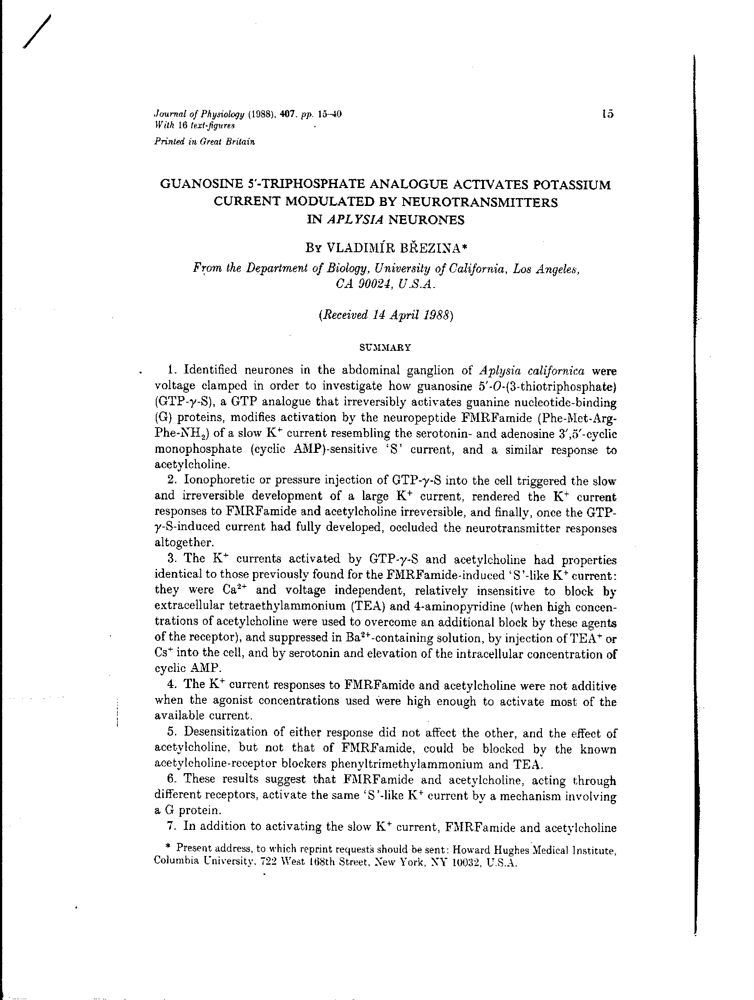 Journal of Physiology (1988), 407, pp. 15–40
15
With 16 text-figures
Printed in Great Britain
GUANOSINE 5′-TRIPHOSPHATE ANALOGUE ACTIVATES POTASSIUM
CURRENT MODULATED BY NEUROTRANSMITTERS
IN APLYSIA NEURONES
By VLADIMÍR BŘEZINA*
From the Department of Biology, University of California, Los Angeles,
CA 90024, U.S.A.
(Received 14 April 1988)
SUMMARY
1. Identified neurones in the abdominal ganglion of Aplysia californica were
voltage clamped in order to investigate how guanosine 5′-O-(3-thiotriphosphate)
(GTP-γ-S), a GTP analogue that irreversibly activates guanine nucleotide-binding
(G) proteins, modifies activation by the neuropeptide FMRFamide (Phe-Met-Arg-
Phe-NH₂) of a slow K⁺ current resembling the serotonin- and adenosine 3′,5′-cyclic
monophosphate (cyclic AMP)-sensitive ‘S’ current, and a similar response to
acetylcholine.
2. Ionophoretic or pressure injection of GTP-γ-S into the cell triggered the slow
and irreversible development of a large K⁺ current, rendered the K⁺ current
responses to FMRFamide and acetylcholine irreversible, and finally, once the GTP-
γ-S-induced current had fully developed, occluded the neurotransmitter responses
altogether.
3. The K⁺ currents activated by GTP-γ-S and acetylcholine had properties
identical to those previously found for the FMRFamide-induced ‘S’-like K⁺ current:
they were Ca²⁺ and voltage independent, relatively insensitive to block by
extracellular tetraethylammonium (TEA) and 4-aminopyridine (when high concen-
trations of acetylcholine were used to overcome an additional block by these agents
of the receptor), and suppressed in Ba²⁺-containing solution, by injection of TEA⁺ or
Cs⁺ into the cell, and by serotonin and elevation of the intracellular concentration of
cyclic AMP.
4. The K⁺ current responses to FMRFamide and acetylcholine were not additive
when the agonist concentrations used were high enough to activate most of the
available current.
5. Desensitization of either response did not affect the other, and the effect of
acetylcholine, but not that of FMRFamide, could be blocked by the known
acetylcholine-receptor blockers phenyltrimethylammonium and TEA.
6. These results suggest that FMRFamide and acetylcholine, acting through
different receptors, activate the same ‘S’-like K⁺ current by a mechanism involving
a G protein.
7. In addition to activating the slow K⁺ current, FMRFamide and acetylcholine
* Present address, to which reprint requests should be sent: Howard Hughes Medical Institute,
Columbia University, 722 West 168th Street, New York, NY 10032, U.S.A.